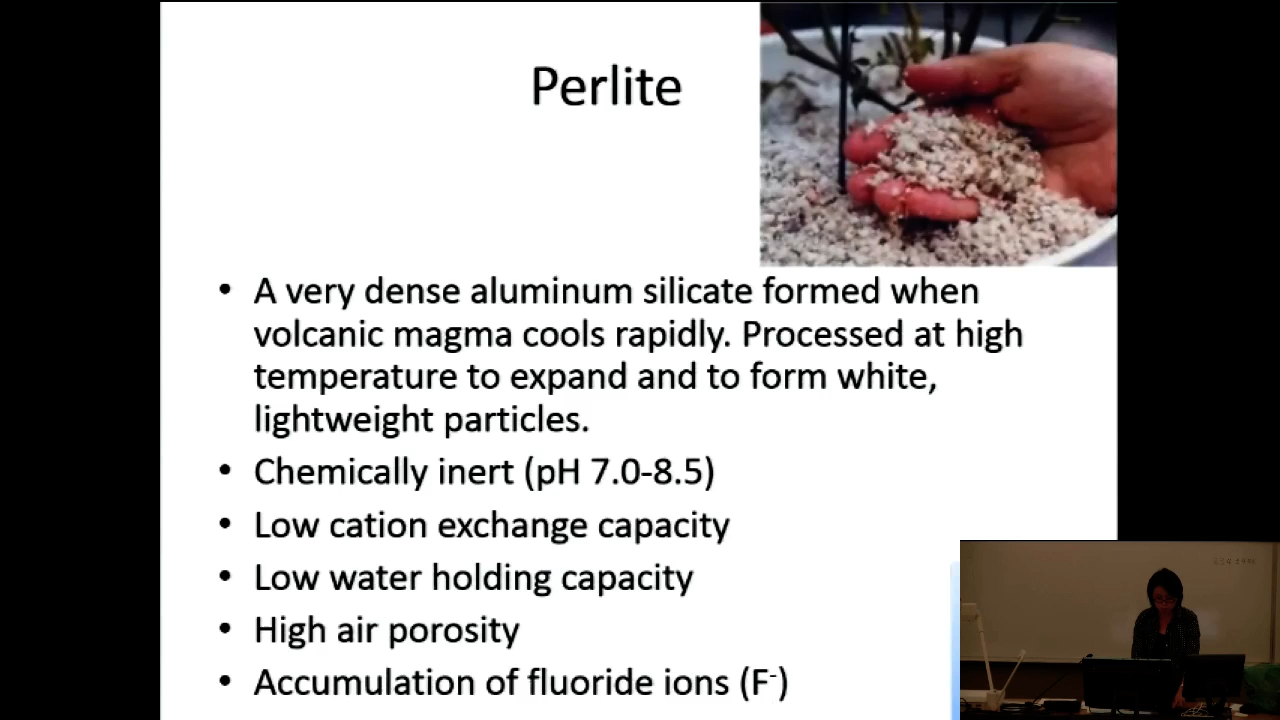 Perlite
• A very dense aluminum silicate formed when
volcanic magma cools rapidly. Processed at high
temperature to expand and to form white,
lightweight particles.
• Chemically inert (pH 7.0-8.5)
• Low cation exchange capacity
• Low water holding capacity
• High air porosity
• Accumulation of fluoride ions (F⁻)